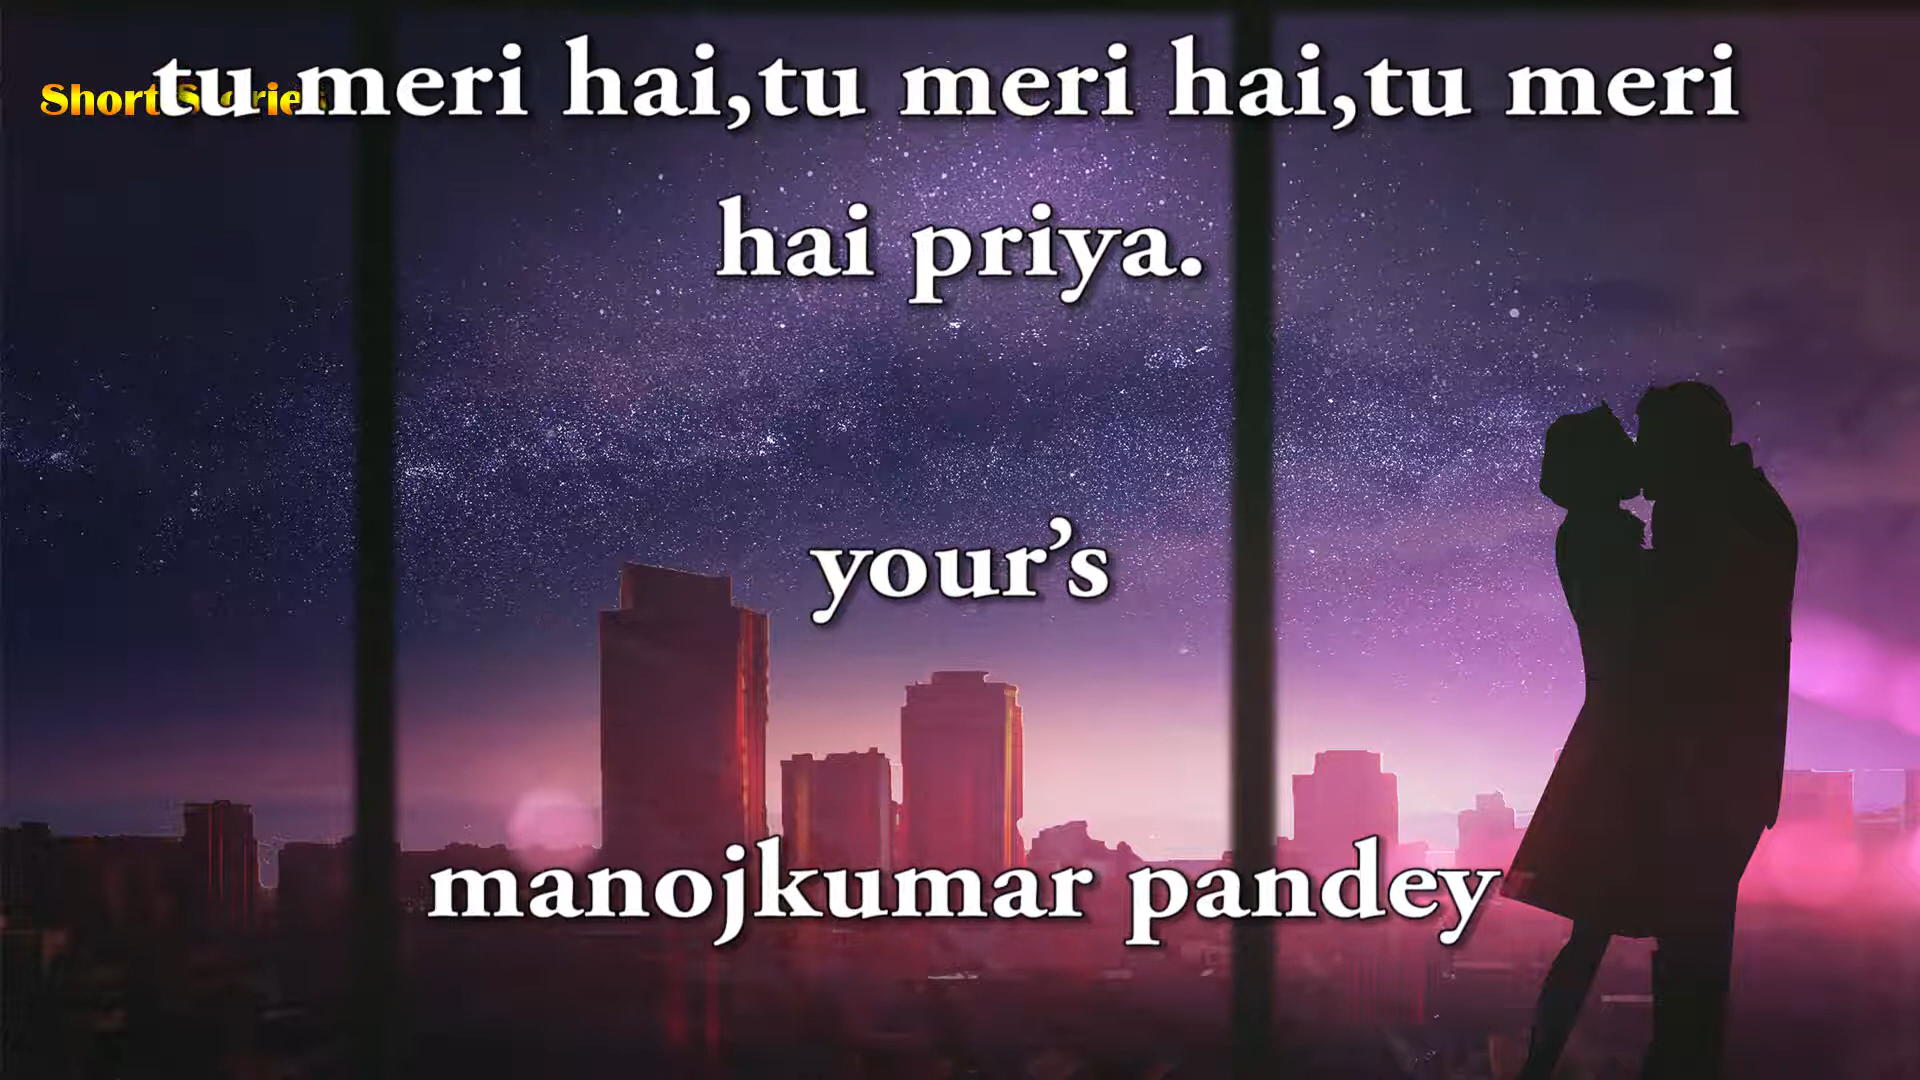 Short Stories
tu meri hai,tu meri hai,tu meri
hai priya.
your’s
manojkumar pandey